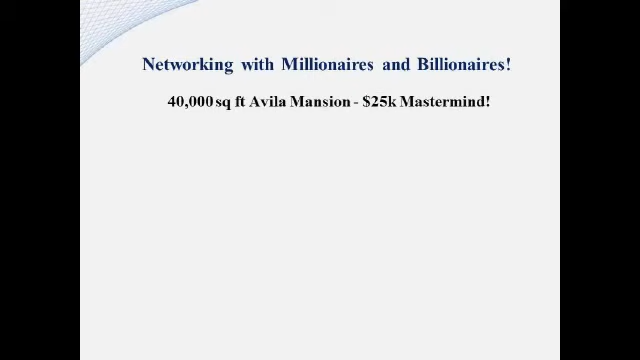 Networking with Millionaires and Billionaires!
40,000 sq ft Avila Mansion - $25k Mastermind!